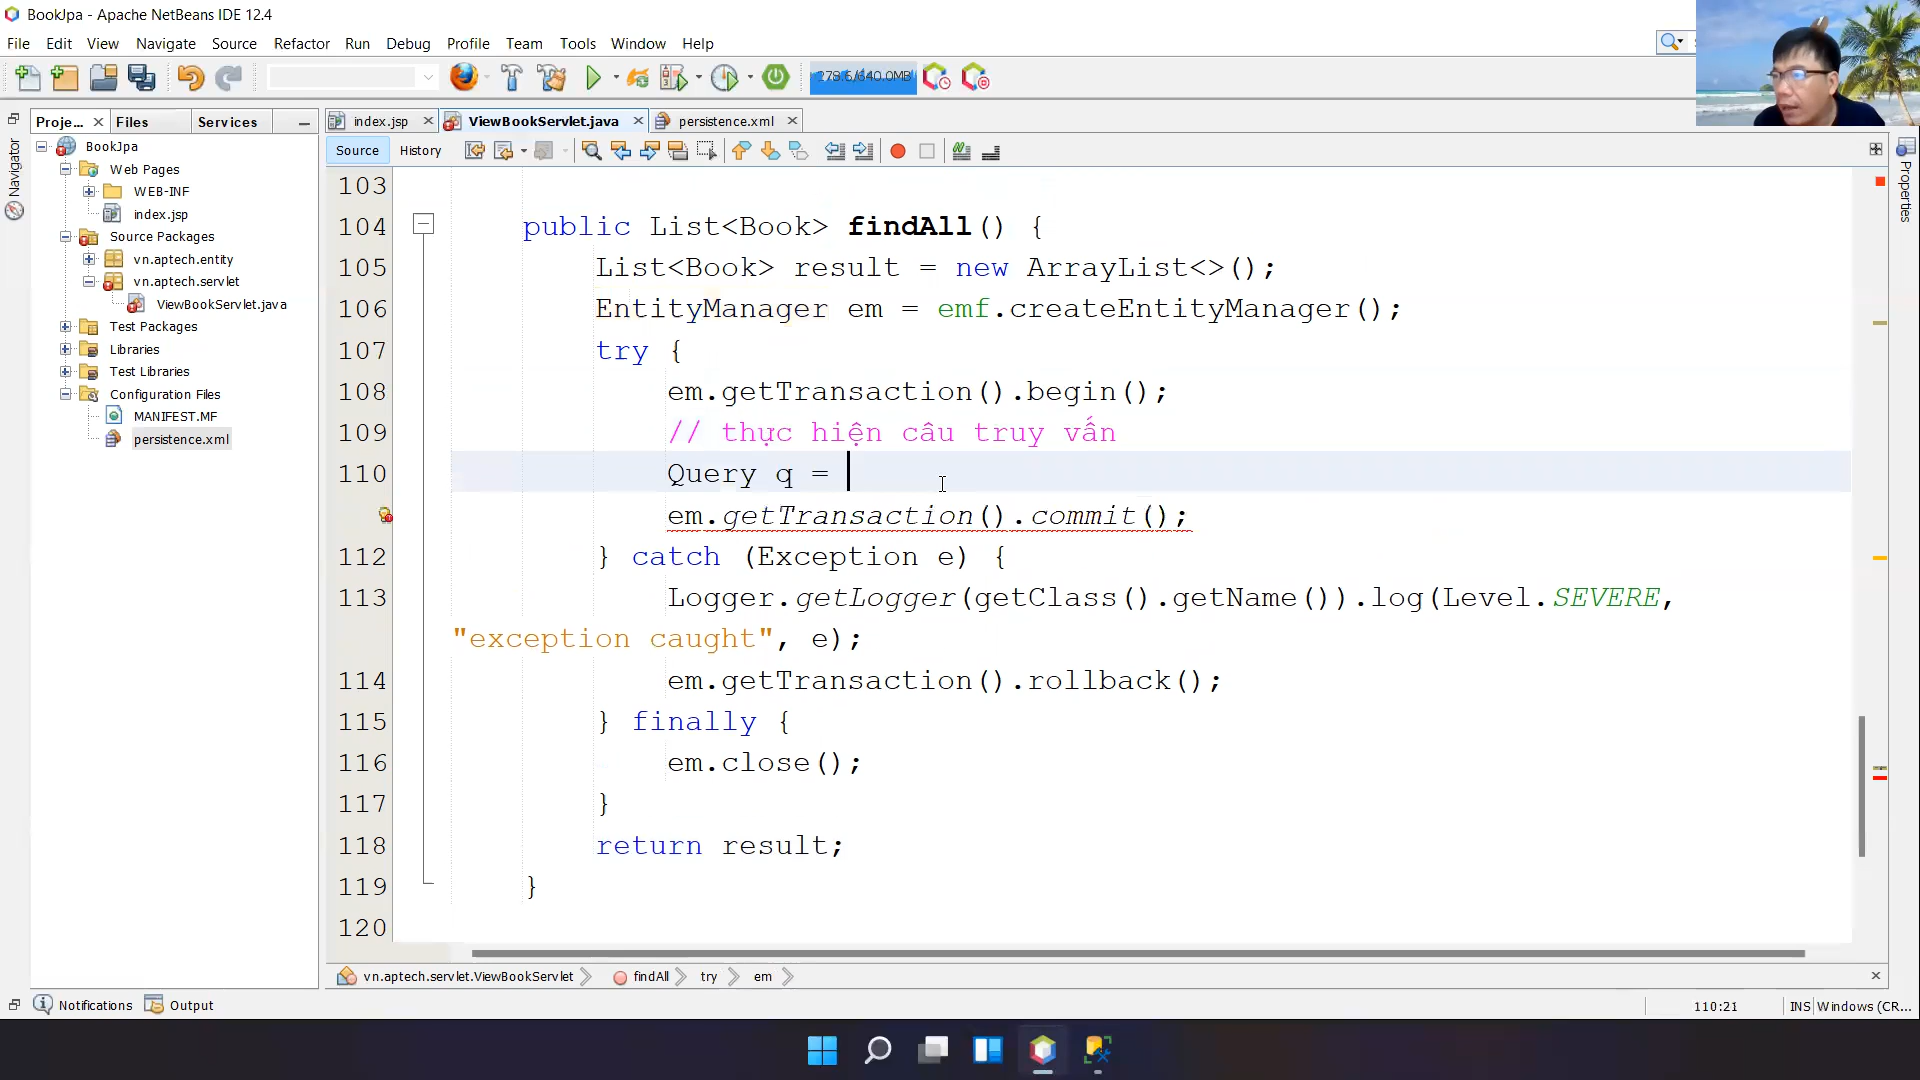 BookJpa - Apache NetBeans IDE 12.4
File Edit View Navigate Source Refactor Run Debug Profile Team Tools Window Help
Proje... Files Services
index.jsp ViewBookServlet.java persistence.xml
Source History
Navigator
Properties
BookJpa
Web Pages
WEB-INF
index.jsp
Source Packages
vn.aptech.entity
vn.aptech.servlet
ViewBookServlet.java
Test Packages
Libraries
Test Libraries
Configuration Files
MANIFEST.MF
persistence.xml
103
104 public List<Book> findAll() {
105 List<Book> result = new ArrayList<>();
106 EntityManager em = emf.createEntityManager();
107 try {
108 em.getTransaction().begin();
109 // thực hiện câu truy vấn
110 Query q =
em.getTransaction().commit();
112 } catch (Exception e) {
113 Logger.getLogger(getClass().getName()).log(Level.SEVERE,
"exception caught", e);
114 em.getTransaction().rollback();
115 } finally {
116 em.close();
117 }
118 return result;
119 }
120
vn.aptech.servlet.ViewBookServlet findAll try em
Notifications Output
110:21 INS Windows (CR...